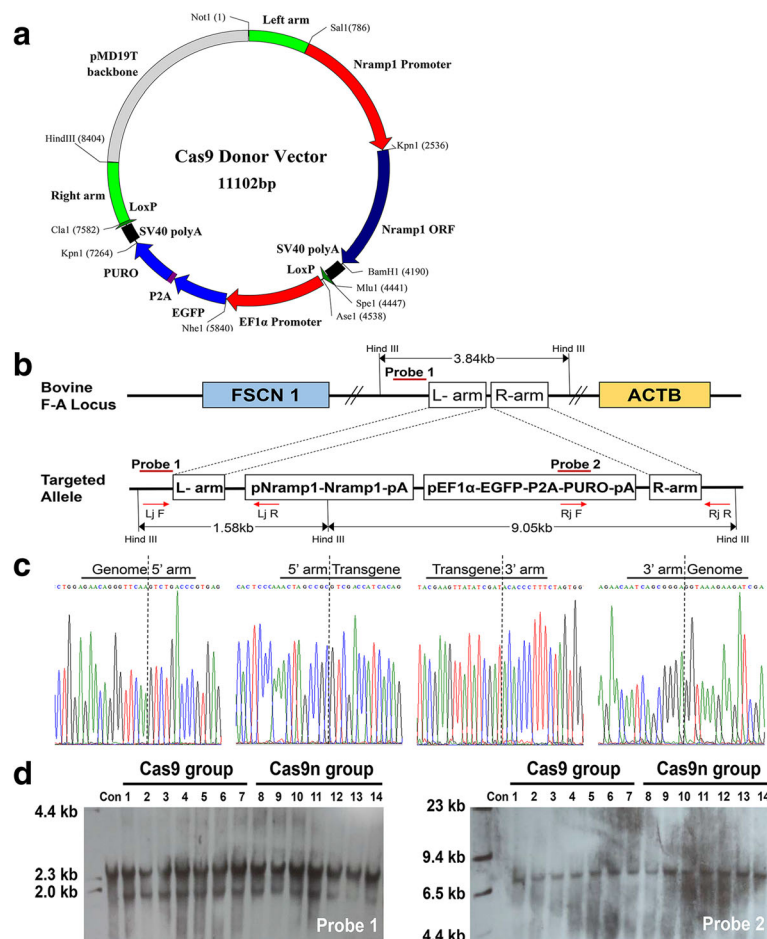 a
Not1 (1)
Left arm
Sal1(786)
pMD19T
backbone
Nramp1 Promoter
HindIII (8404)
Kpn1 (2536)
Cas9 Donor Vector
11102bp
Right arm
LoxP
Cla1 (7582)
SV40 polyA
Kpn1 (7264)
PURO
P2A
EGFP
Nhe1 (5840)
EF1α Promoter
Nramp1 ORF
SV40 polyA
LoxP
BamH1 (4190)
Mlu1 (4441)
Spe1 (4447)
Ase1 (4538)
b
Hind III
3.84kb
Hind III
Probe 1
Bovine
F-A Locus
FSCN 1
L- arm
R-arm
ACTB
Probe 1
Probe 2
Targeted
Allele
L- arm
pNramp1-Nramp1-pA
pEF1α-EGFP-P2A-PURO-pA
R-arm
Lj F
Lj R
Rj F
Rj R
1.58kb
9.05kb
Hind III
Hind III
Hind III
c
Genome 5' arm
5' arm Transgene
Transgene 3' arm
3' arm Genome
CTGGAGAACAGGGTTCAAGTCTGACCCGTGAG
CACTCCCAAACTAGCCGCGTCGACCATCACAG
TACGAAGTTATATCGATACACCCTTTCTAGTGG
AGAACAATCAGCGGGAGGTAAAGAAGATCGA
d
Cas9 group
Cas9n group
Con 1 2 3 4 5 6 7 8 9 10 11 12 13 14
4.4 kb
2.3 kb
2.0 kb
Probe 1
Cas9 group
Cas9n group
Con 1 2 3 4 5 6 7 8 9 10 11 12 13 14
23 kb
9.4 kb
6.5 kb
4.4 kb
Probe 2